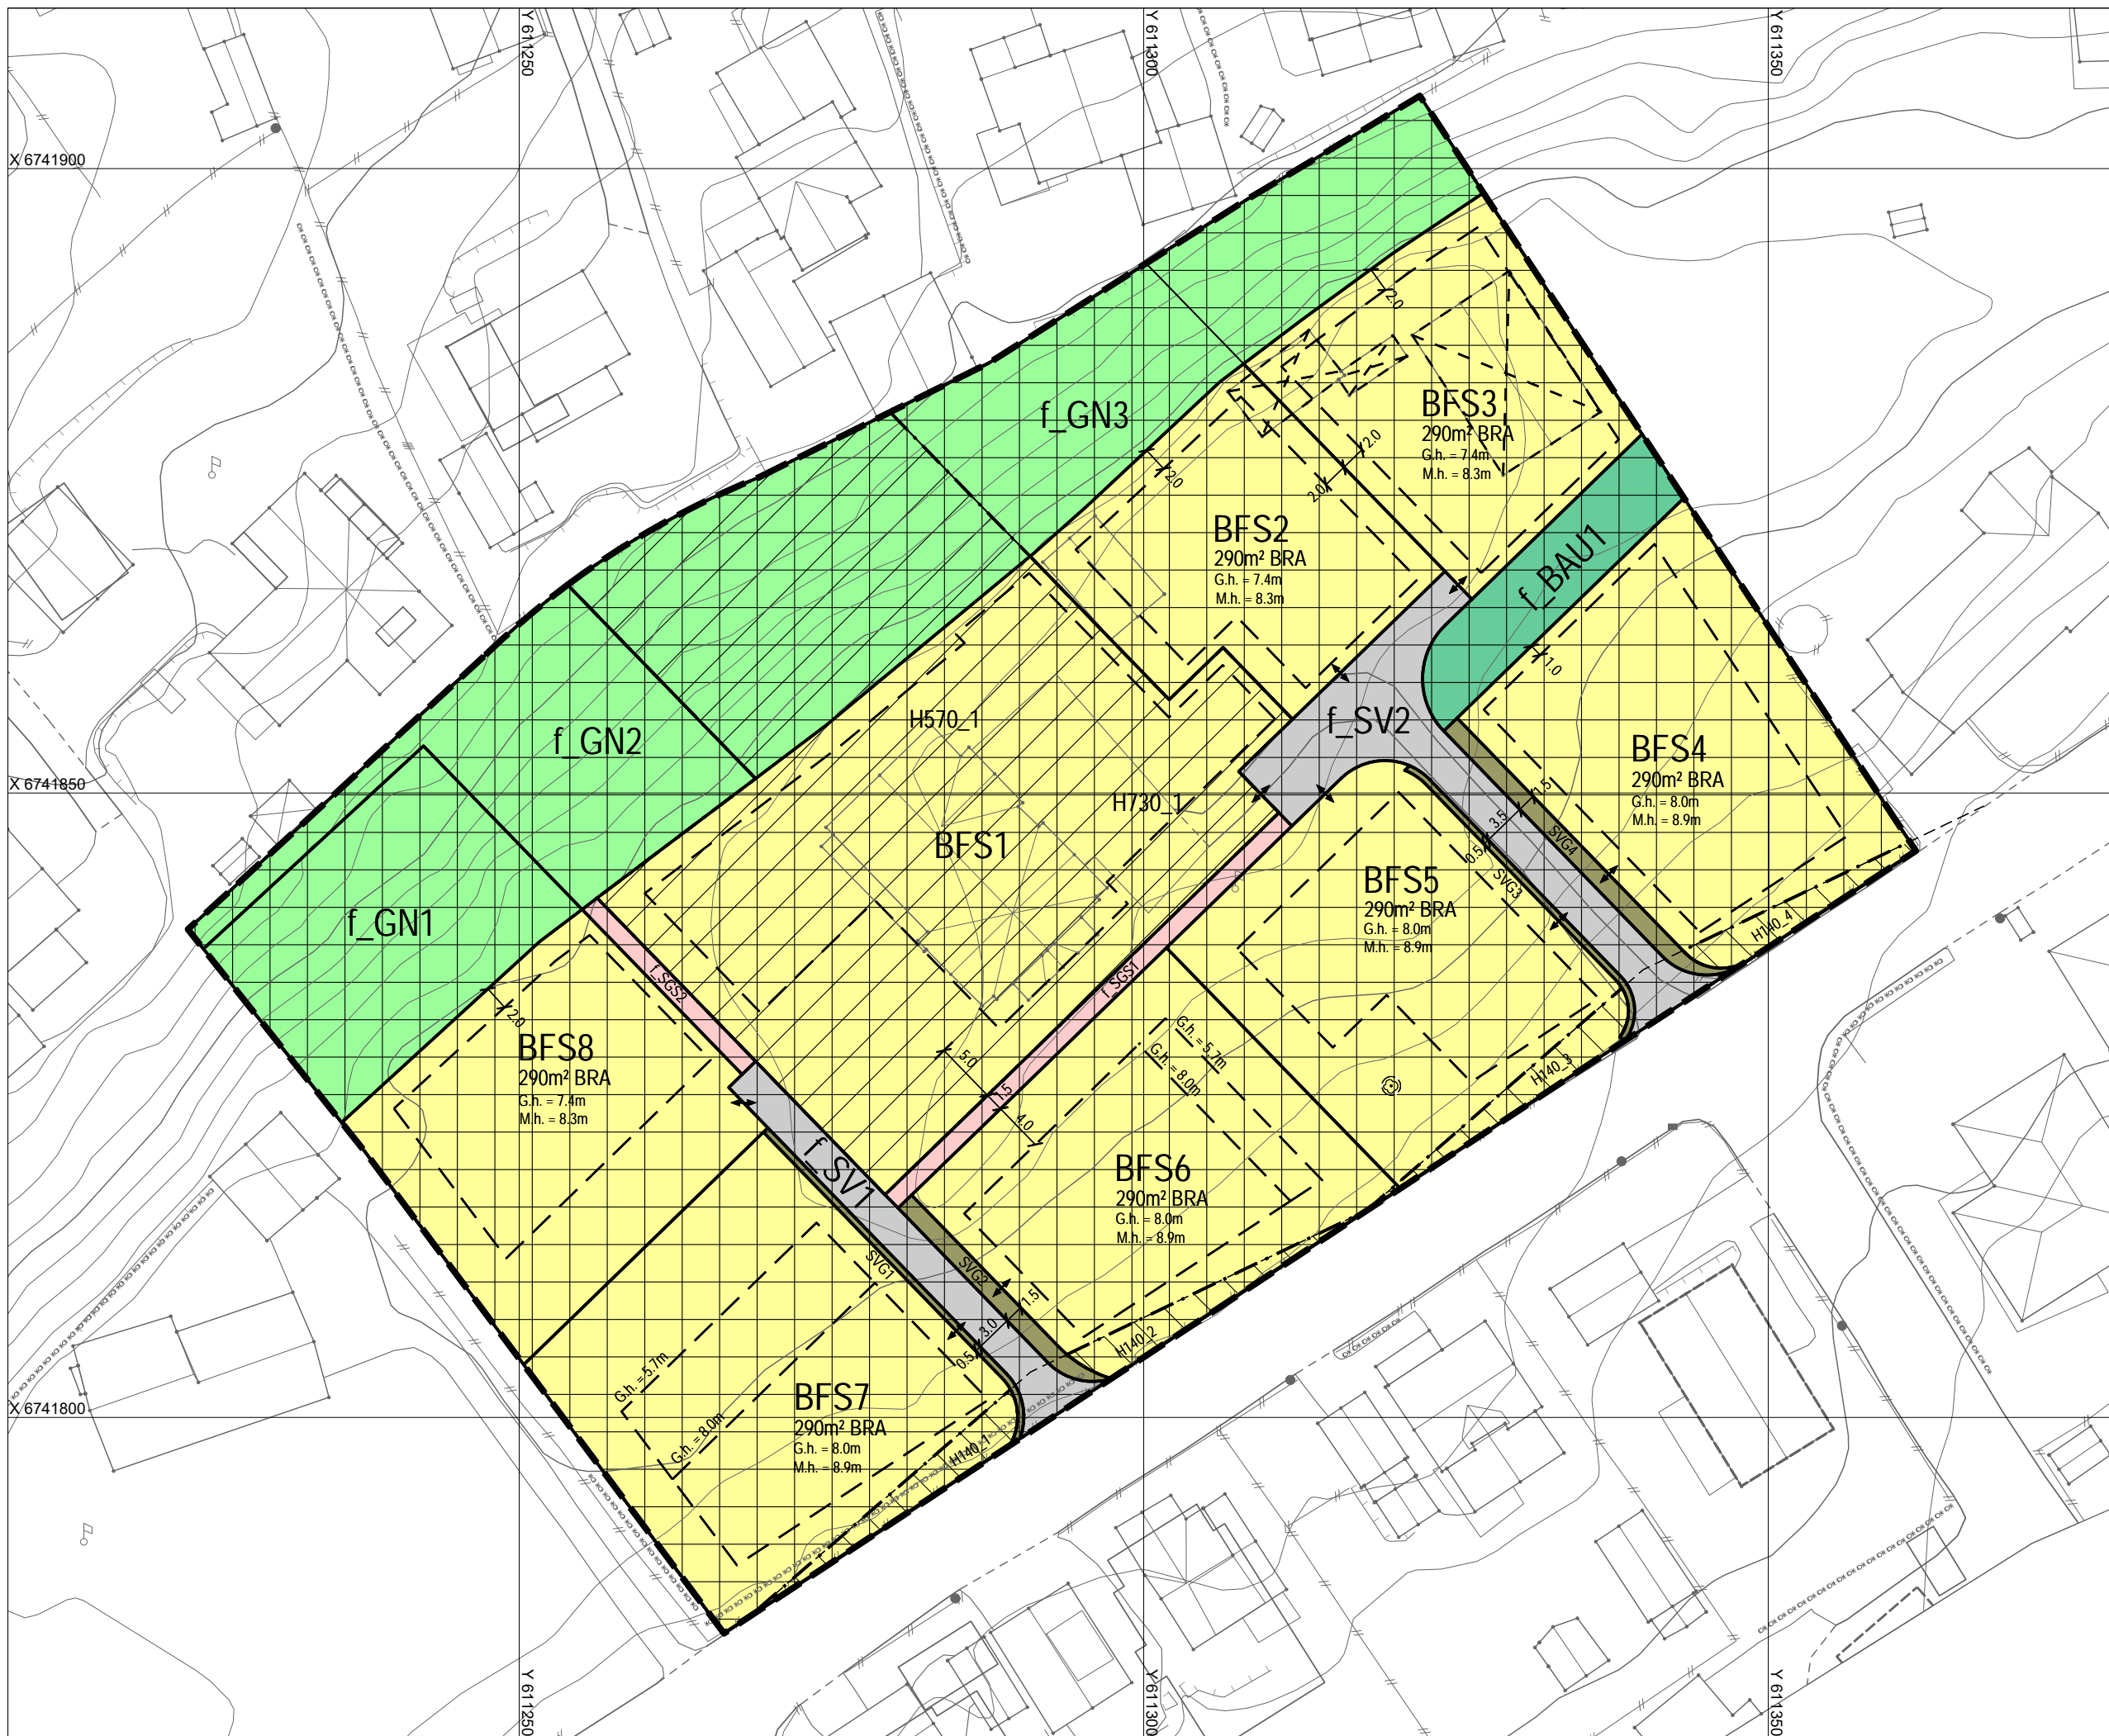 Y 611250
Y 611300
Y 611350
X 6741900
f_GN3
2.0
BFS3
290m² BRA
G.h. = 7.4m
M.h. = 8.3m
2.0
2.0
2.0
BFS2
290m² BRA
G.h. = 7.4m
M.h. = 8.3m
f_BAU1
1.0
f_GN2
H570_1
f_SV2
BFS4
290m² BRA
G.h. = 8.0m
M.h. = 8.9m
X 6741850
H730_1
1.5
3.5
0.5
SVG4
SVG3
BFS1
BFS5
290m² BRA
G.h. = 8.0m
M.h. = 8.9m
f_GN1
H140_4
f_SGS2
f_SGS1
2.0
BFS8
290m² BRA
G.h. = 7.4m
M.h. = 8.3m
G.h. = 5.7m
G.h. = 8.0m
5.0
1.5
4.0
H140_3
f_SV1
BFS6
290m² BRA
G.h. = 8.0m
M.h. = 8.9m
SVG1
SVG2
1.5
3.0
0.5
H140_2
G.h. = 5.7m
G.h. = 8.0m
BFS7
290m² BRA
G.h. = 8.0m
M.h. = 8.9m
H140_1
X 6741800
Y 611250
Y 611300
Y 611350